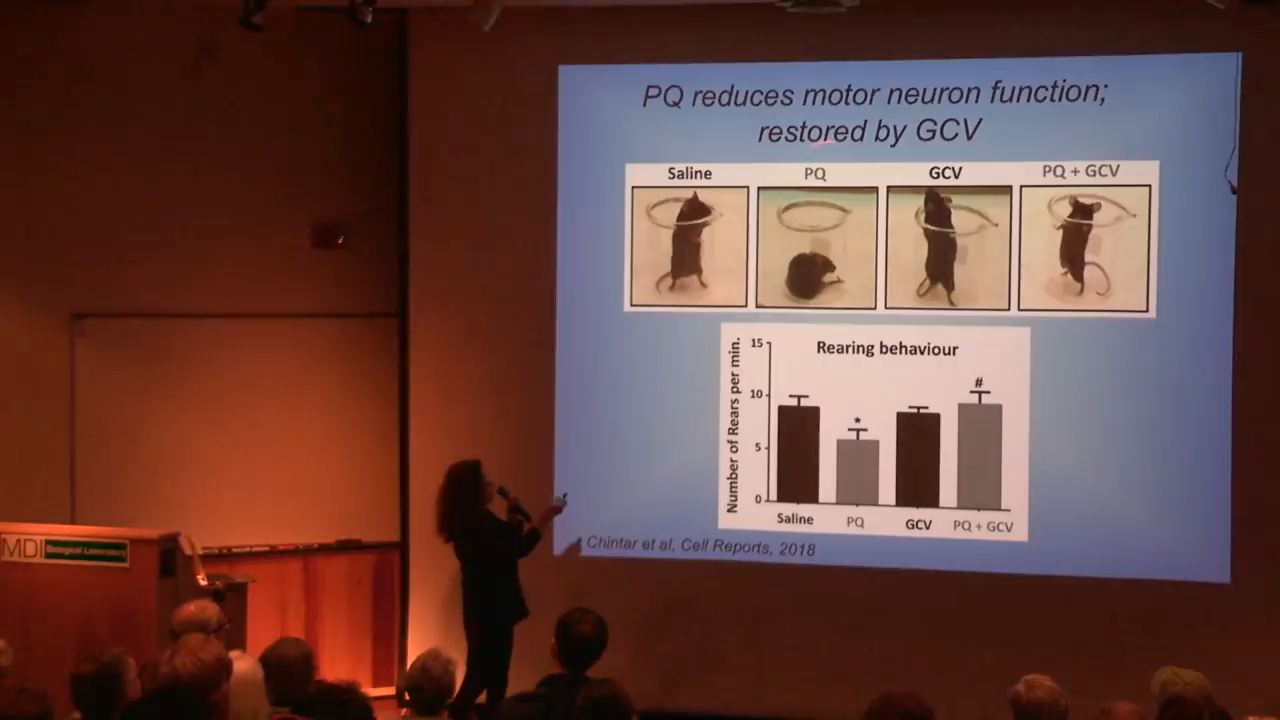 PQ reduces motor neuron function;
restored by GCV
Saline PQ GCV PQ + GCV
Rearing behaviour
Number of Rears per min.
15
10
5
0
*
#
Saline PQ GCV PQ + GCV
Chintar et al, Cell Reports, 2018
MDI Biological Laboratory